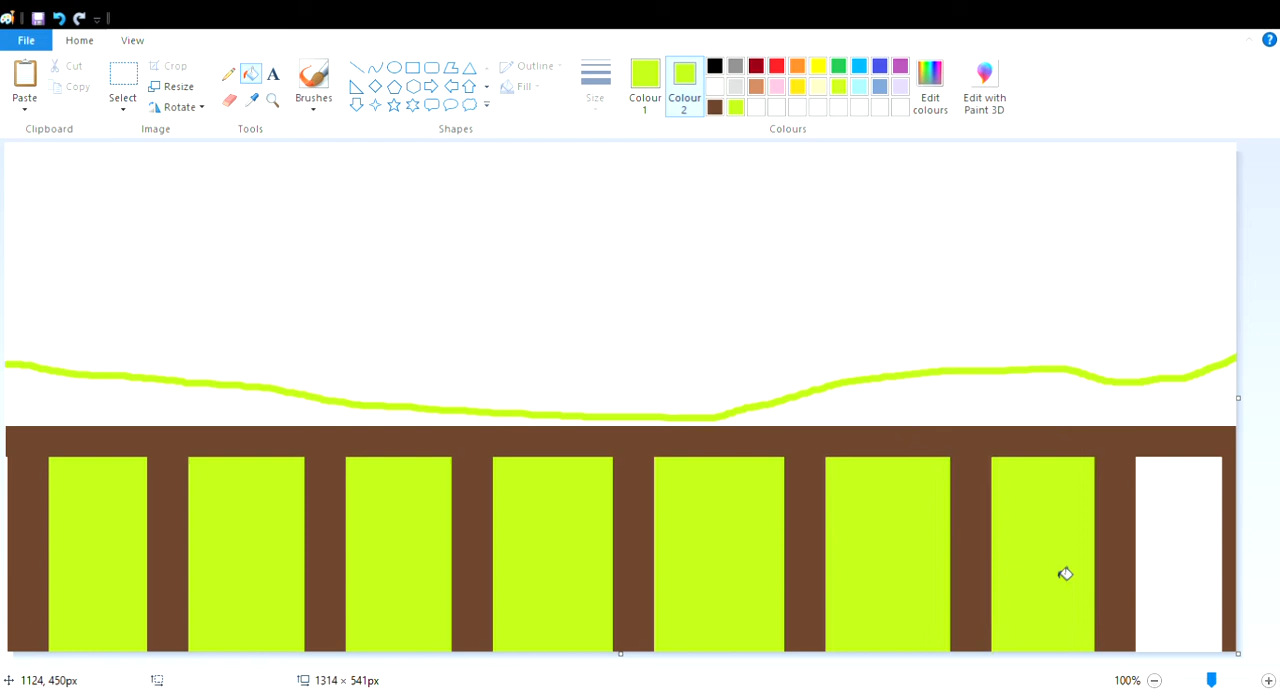 File Home View
Paste Cut Copy
Clipboard
Select Crop Resize Rotate
Image
A
Tools
Brushes
Outline Fill
Shapes
Size
Colour 1
Colour 2
Edit colours
Edit with Paint 3D
Colours
?
1124, 450px
1314 × 541px
100%